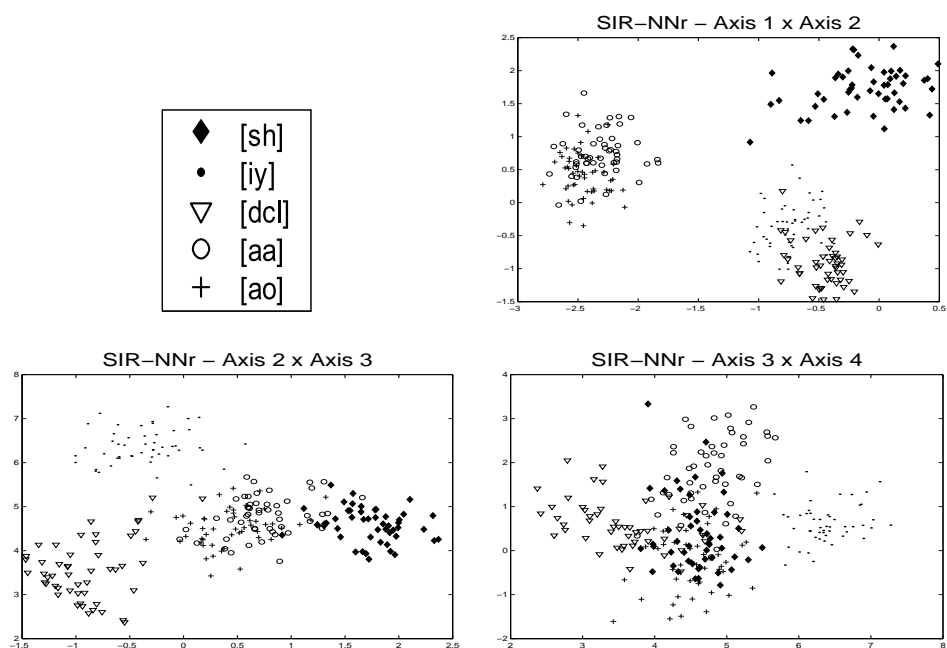 SIR−NNr − Axis 1 x Axis 2
2.5
2
1.5
1
0.5
0
−0.5
−1
−1.5
−3 −2.5 −2 −1.5 −1 −0.5 0 0.5
[sh]
[iy]
[dcl]
[aa]
[ao]
SIR−NNr − Axis 2 x Axis 3
8
7
6
5
4
3
2
−1.5 −1 −0.5 0 0.5 1 1.5 2 2.5
SIR−NNr − Axis 3 x Axis 4
4
3
2
1
0
−1
−2
2 3 4 5 6 7 8